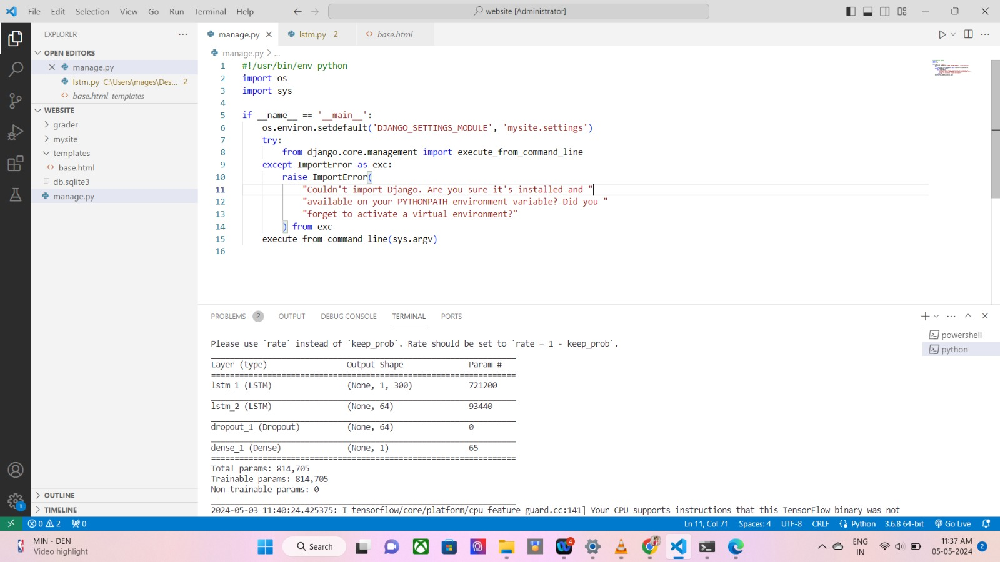 File Edit Selection View Go Run Terminal Help
website [Administrator]
EXPLORER
OPEN EDITORS
manage.py
lstm.py C:\Users\mages\Des... 2
base.html templates
WEBSITE
grader
mysite
templates
base.html
db.sqlite3
manage.py
OUTLINE
TIMELINE
manage.py
lstm.py 2
base.html
manage.py > ...
1 #!/usr/bin/env python
2 import os
3 import sys
4
5 if __name__ == '__main__':
6 os.environ.setdefault('DJANGO_SETTINGS_MODULE', 'mysite.settings')
7 try:
8 from django.core.management import execute_from_command_line
9 except ImportError as exc:
10 raise ImportError(
11 "Couldn't import Django. Are you sure it's installed and "
12 "available on your PYTHONPATH environment variable? Did you "
13 "forget to activate a virtual environment?"
14 ) from exc
15 execute_from_command_line(sys.argv)
16
PROBLEMS 2 OUTPUT DEBUG CONSOLE TERMINAL PORTS
powershell
python
Please use `rate` instead of `keep_prob`. Rate should be set to `rate = 1 - keep_prob`.
_________________________________________________________________
Layer (type) Output Shape Param #
=================================================================
lstm_1 (LSTM) (None, 1, 300) 721200
_________________________________________________________________
lstm_2 (LSTM) (None, 64) 93440
_________________________________________________________________
dropout_1 (Dropout) (None, 64) 0
_________________________________________________________________
dense_1 (Dense) (None, 1) 65
=================================================================
Total params: 814,705
Trainable params: 814,705
Non-trainable params: 0
_________________________________________________________________
2024-05-03 11:40:24.425375: I tensorflow/core/platform/cpu_feature_guard.cc:141] Your CPU supports instructions that this TensorFlow binary was not
1
0 2 0
Ln 11, Col 71 Spaces: 4 UTF-8 CRLF Python 3.6.8 64-bit Go Live
MIN - DEN
Video highlight
Search
4
ENG
IN
11:37 AM
05-05-2024
2